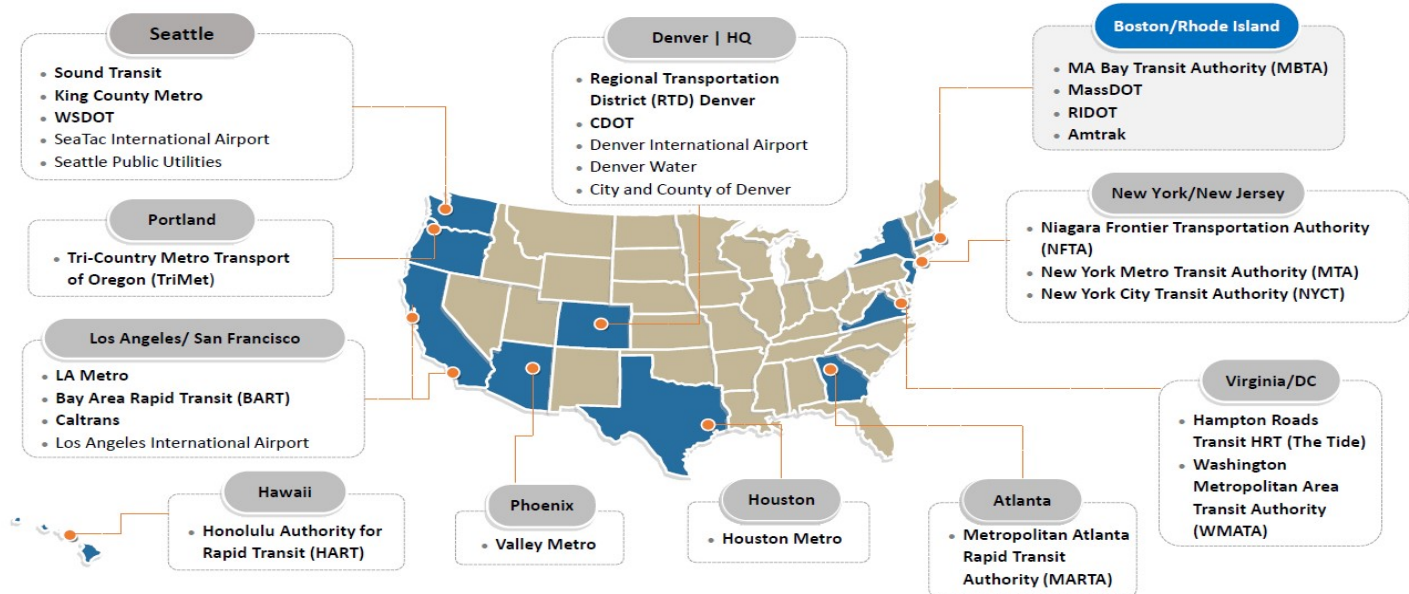 Seattle
• Sound Transit
• King County Metro
• WSDOT
• SeaTac International Airport
• Seattle Public Utilities
Denver | HQ
• Regional Transportation
District (RTD) Denver
• CDOT
• Denver International Airport
• Denver Water
• City and County of Denver
Boston/Rhode Island
• MA Bay Transit Authority (MBTA)
• MassDOT
• RIDOT
• Amtrak
Portland
• Tri-Country Metro Transport
of Oregon (TriMet)
New York/New Jersey
• Niagara Frontier Transportation Authority
(NFTA)
• New York Metro Transit Authority (MTA)
• New York City Transit Authority (NYCT)
Los Angeles/ San Francisco
• LA Metro
• Bay Area Rapid Transit (BART)
• Caltrans
• Los Angeles International Airport
Virginia/DC
• Hampton Roads
Transit HRT (The Tide)
• Washington
Metropolitan Area
Transit Authority
(WMATA)
Hawaii
• Honolulu Authority for
Rapid Transit (HART)
Phoenix
• Valley Metro
Houston
• Houston Metro
Atlanta
• Metropolitan Atlanta
Rapid Transit
Authority (MARTA)